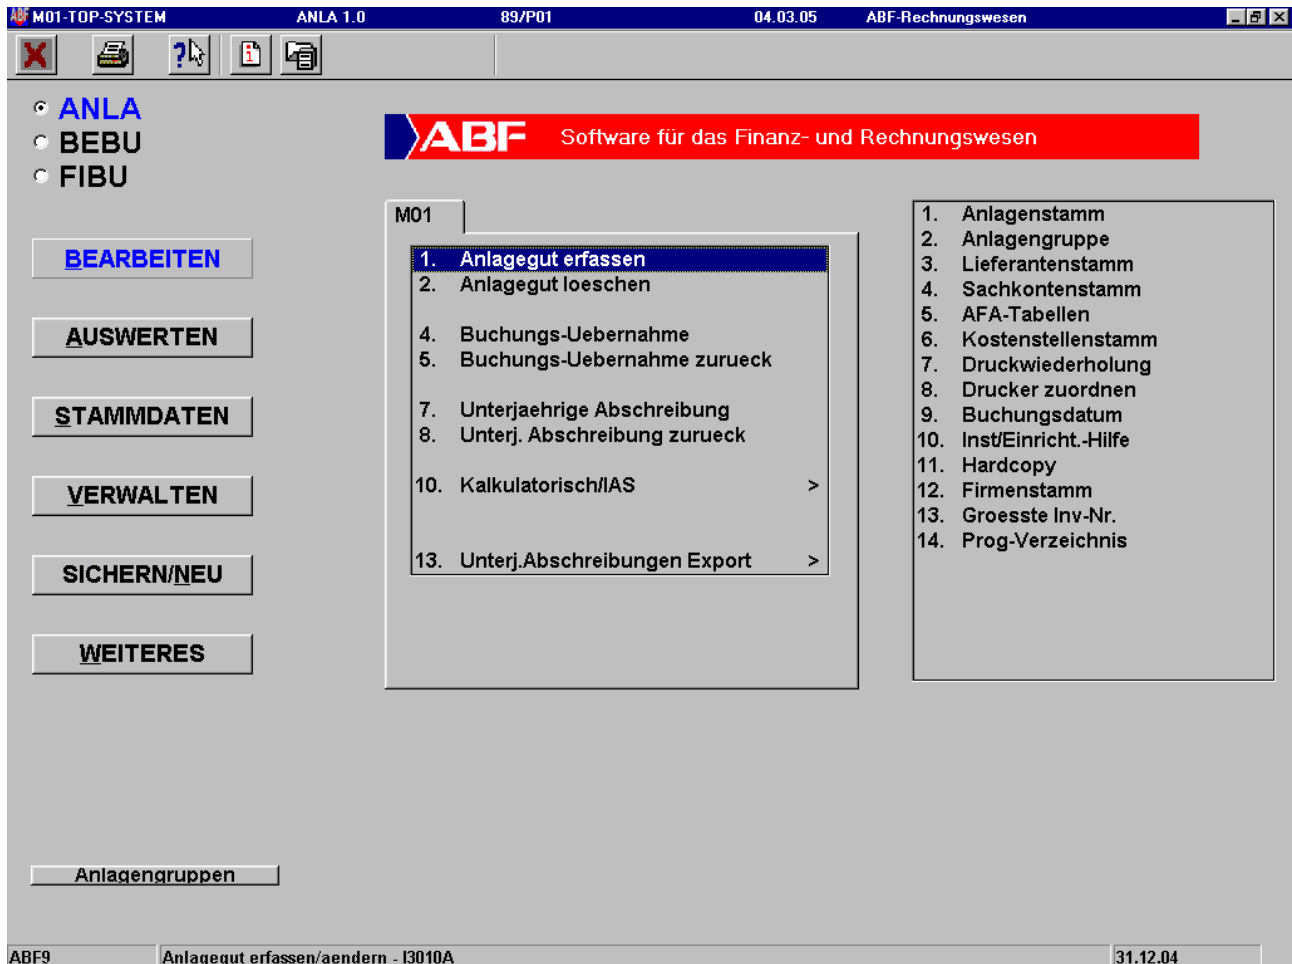 ABF M01-TOP-SYSTEM ANLA 1.0 89/P01 04.03.05 ABF-Rechnungswesen
ANLA
BEBU
FIBU
BEARBEITEN
AUSWERTEN
STAMMDATEN
VERWALTEN
SICHERN/NEU
WEITERES
Anlagengruppen
ABF Software für das Finanz- und Rechnungswesen
M01
1. Anlagegut erfassen
2. Anlagegut loeschen
4. Buchungs-Uebernahme
5. Buchungs-Uebernahme zurueck
7. Unterjaehrige Abschreibung
8. Unterj. Abschreibung zurueck
10. Kalkulatorisch/IAS >
13. Unterj.Abschreibungen Export >
1. Anlagenstamm
2. Anlagengruppe
3. Lieferantenstamm
4. Sachkontenstamm
5. AFA-Tabellen
6. Kostenstellenstamm
7. Druckwiederholung
8. Drucker zuordnen
9. Buchungsdatum
10. Inst/Einricht.-Hilfe
11. Hardcopy
12. Firmenstamm
13. Groesste Inv-Nr.
14. Prog-Verzeichnis
ABF9 Anlagegut erfassen/aendern - I3010A 31.12.04